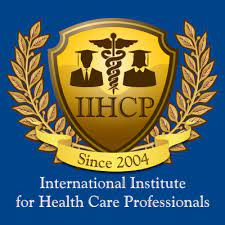 IIHCP
Since 2004
International Institute
for Health Care Professionals